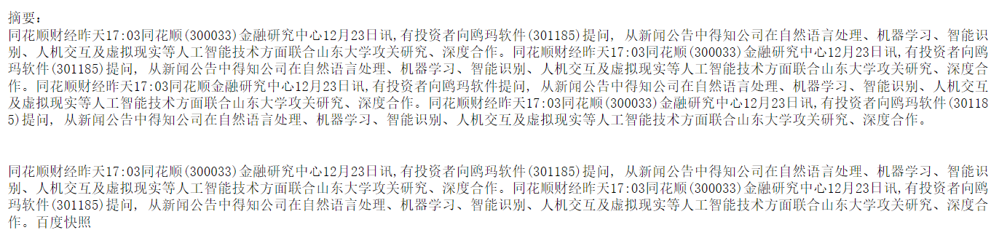 摘要：
同花顺财经昨天17:03同花顺(300033)金融研究中心12月23日讯,有投资者向鸥玛软件(301185)提问, 从新闻公告中得知公司在自然语言处理、机器学习、智能识
别、人机交互及虚拟现实等人工智能技术方面联合山东大学攻关研究、深度合作。同花顺财经昨天17:03同花顺(300033)金融研究中心12月23日讯,有投资者向鸥
玛软件(301185)提问, 从新闻公告中得知公司在自然语言处理、机器学习、智能识别、人机交互及虚拟现实等人工智能技术方面联合山东大学攻关研究、深度合
作。同花顺财经昨天17:03同花顺金融研究中心12月23日讯,有投资者向鸥玛软件提问, 从新闻公告中得知公司在自然语言处理、机器学习、智能识别、人机交互
及虚拟现实等人工智能技术方面联合山东大学攻关研究、深度合作。同花顺财经昨天17:03同花顺(300033)金融研究中心12月23日讯,有投资者向鸥玛软件(30118
5)提问, 从新闻公告中得知公司在自然语言处理、机器学习、智能识别、人机交互及虚拟现实等人工智能技术方面联合山东大学攻关研究、深度合作。
同花顺财经昨天17:03同花顺(300033)金融研究中心12月23日讯,有投资者向鸥玛软件(301185)提问, 从新闻公告中得知公司在自然语言处理、机器学习、智能识
别、人机交互及虚拟现实等人工智能技术方面联合山东大学攻关研究、深度合作。同花顺财经昨天17:03同花顺(300033)金融研究中心12月23日讯,有投资者向鸥
玛软件(301185)提问, 从新闻公告中得知公司在自然语言处理、机器学习、智能识别、人机交互及虚拟现实等人工智能技术方面联合山东大学攻关研究、深度合
作。百度快照